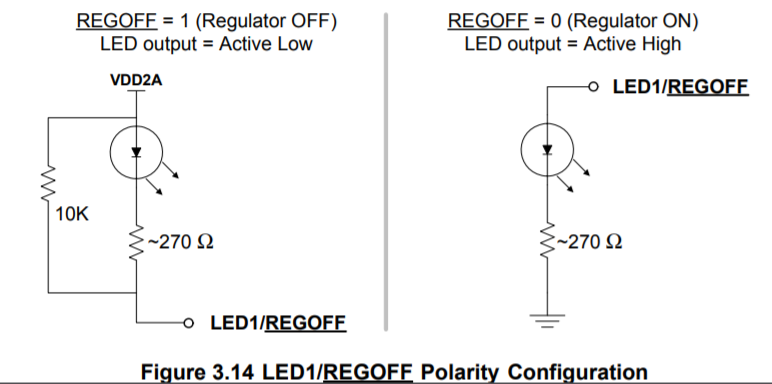 REGOFF = 1 (Regulator OFF)
LED output = Active Low
VDD2A
10K
~270 Ω
LED1/REGOFF
REGOFF = 0 (Regulator ON)
LED output = Active High
LED1/REGOFF
~270 Ω
Figure 3.14 LED1/REGOFF Polarity Configuration